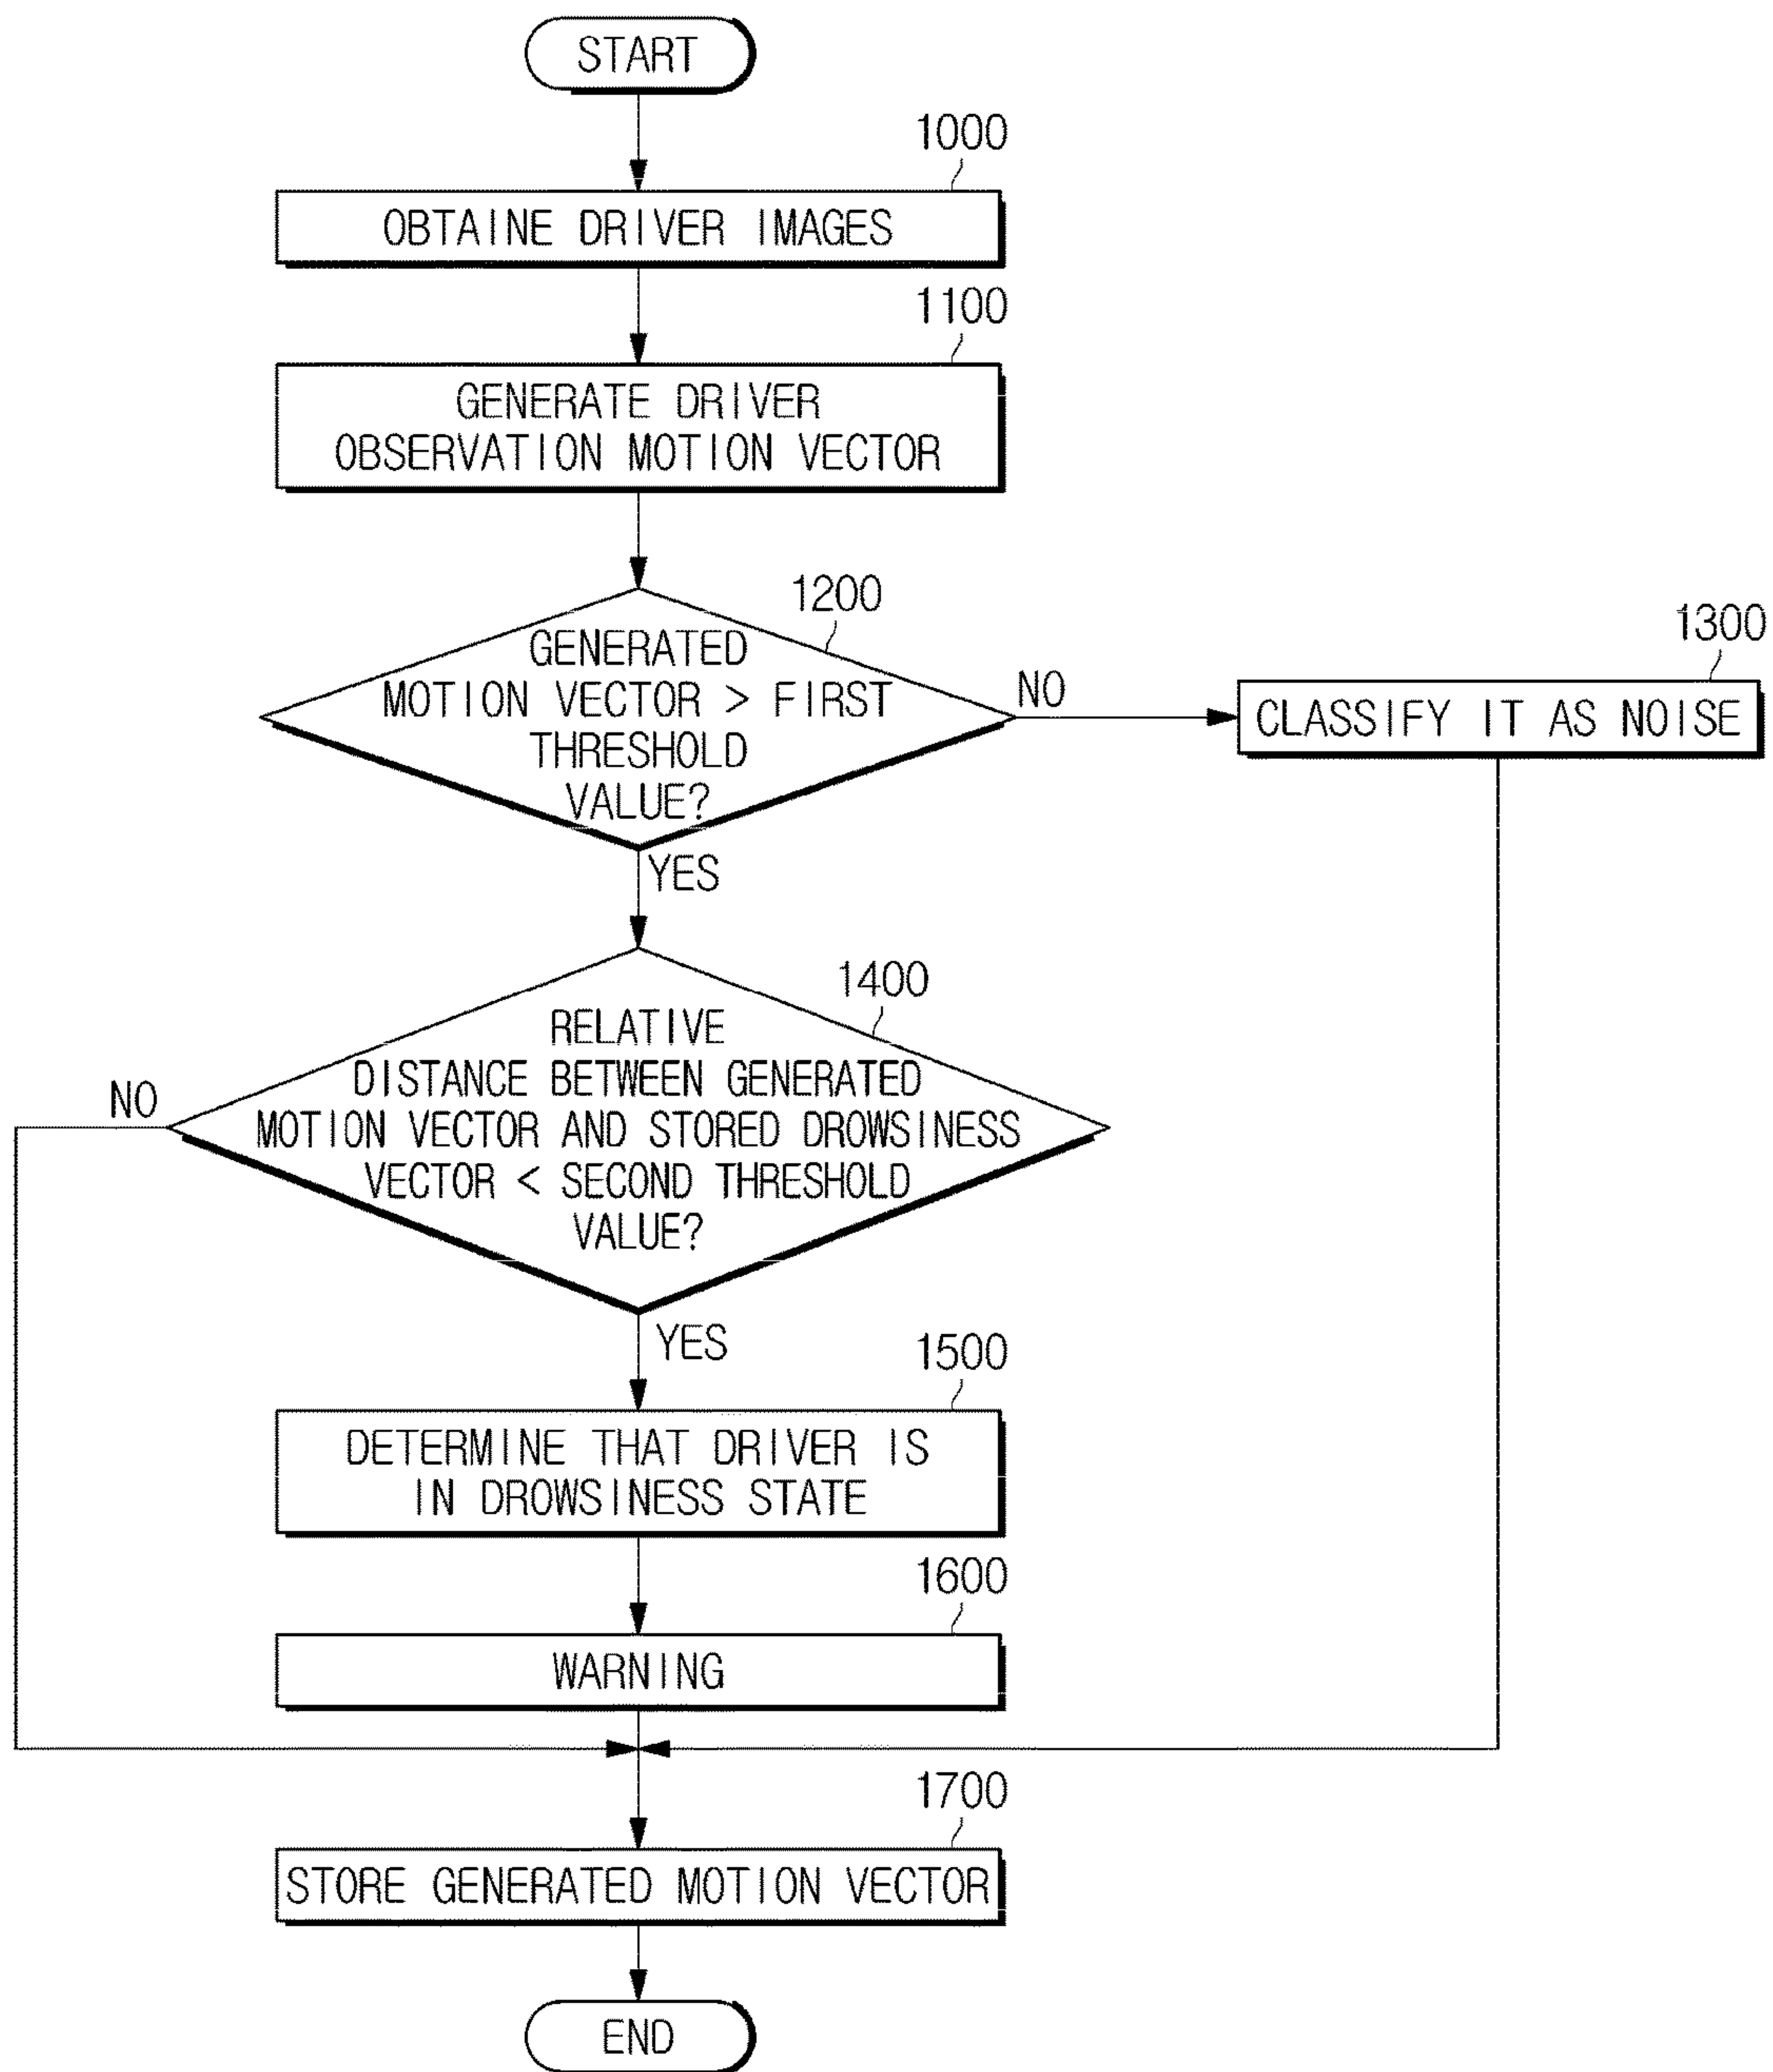 START
1000
OBTAINE DRIVER IMAGES
1100
GENERATE DRIVER
OBSERVATION MOTION VECTOR
1200
GENERATED
MOTION VECTOR > FIRST
THRESHOLD
VALUE?
NO
1300
CLASSIFY IT AS NOISE
YES
1400
RELATIVE
DISTANCE BETWEEN GENERATED
MOTION VECTOR AND STORED DROWSINESS
VECTOR < SECOND THRESHOLD
VALUE?
NO
YES
1500
DETERMINE THAT DRIVER IS
IN DROWSINESS STATE
1600
WARNING
1700
STORE GENERATED MOTION VECTOR
END